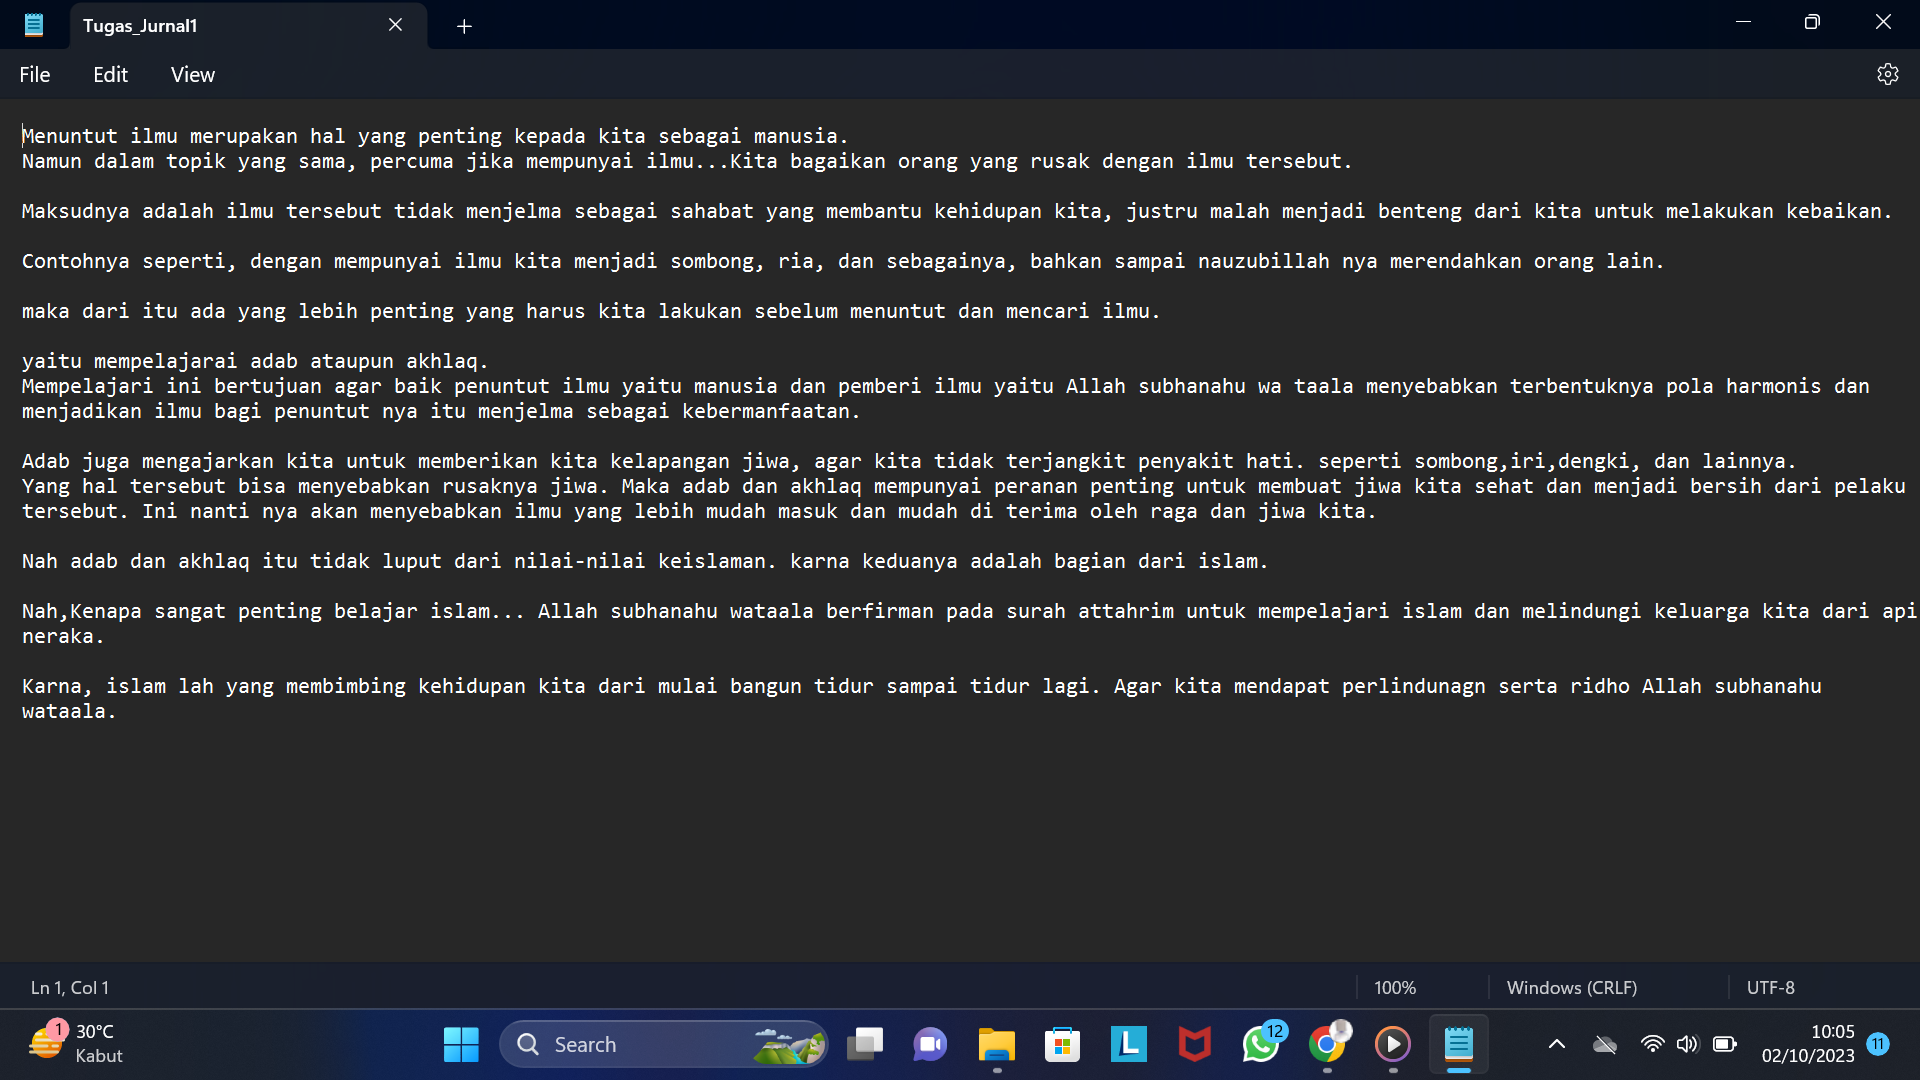 Tugas_Jurnal1
File Edit View
Menuntut ilmu merupakan hal yang penting kepada kita sebagai manusia.
Namun dalam topik yang sama, percuma jika mempunyai ilmu...Kita bagaikan orang yang rusak dengan ilmu tersebut.
Maksudnya adalah ilmu tersebut tidak menjelma sebagai sahabat yang membantu kehidupan kita, justru malah menjadi benteng dari kita untuk melakukan kebaikan.
Contohnya seperti, dengan mempunyai ilmu kita menjadi sombong, ria, dan sebagainya, bahkan sampai nauzubillah nya merendahkan orang lain.
maka dari itu ada yang lebih penting yang harus kita lakukan sebelum menuntut dan mencari ilmu.
yaitu mempelajarai adab ataupun akhlaq.
Mempelajari ini bertujuan agar baik penuntut ilmu yaitu manusia dan pemberi ilmu yaitu Allah subhanahu wa taala menyebabkan terbentuknya pola harmonis dan
menjadikan ilmu bagi penuntut nya itu menjelma sebagai kebermanfaatan.
Adab juga mengajarkan kita untuk memberikan kita kelapangan jiwa, agar kita tidak terjangkit penyakit hati. seperti sombong,iri,dengki, dan lainnya.
Yang hal tersebut bisa menyebabkan rusaknya jiwa. Maka adab dan akhlaq mempunyai peranan penting untuk membuat jiwa kita sehat dan menjadi bersih dari pelaku
tersebut. Ini nanti nya akan menyebabkan ilmu yang lebih mudah masuk dan mudah di terima oleh raga dan jiwa kita.
Nah adab dan akhlaq itu tidak luput dari nilai-nilai keislaman. karna keduanya adalah bagian dari islam.
Nah,Kenapa sangat penting belajar islam... Allah subhanahu wataala berfirman pada surah attahrim untuk mempelajari islam dan melindungi keluarga kita dari api
neraka.
Karna, islam lah yang membimbing kehidupan kita dari mulai bangun tidur sampai tidur lagi. Agar kita mendapat perlindunagn serta ridho Allah subhanahu
wataala.
Ln 1, Col 1 100% Windows (CRLF) UTF-8
1 30°C Search L 12 10:05 11
Kabut 02/10/2023